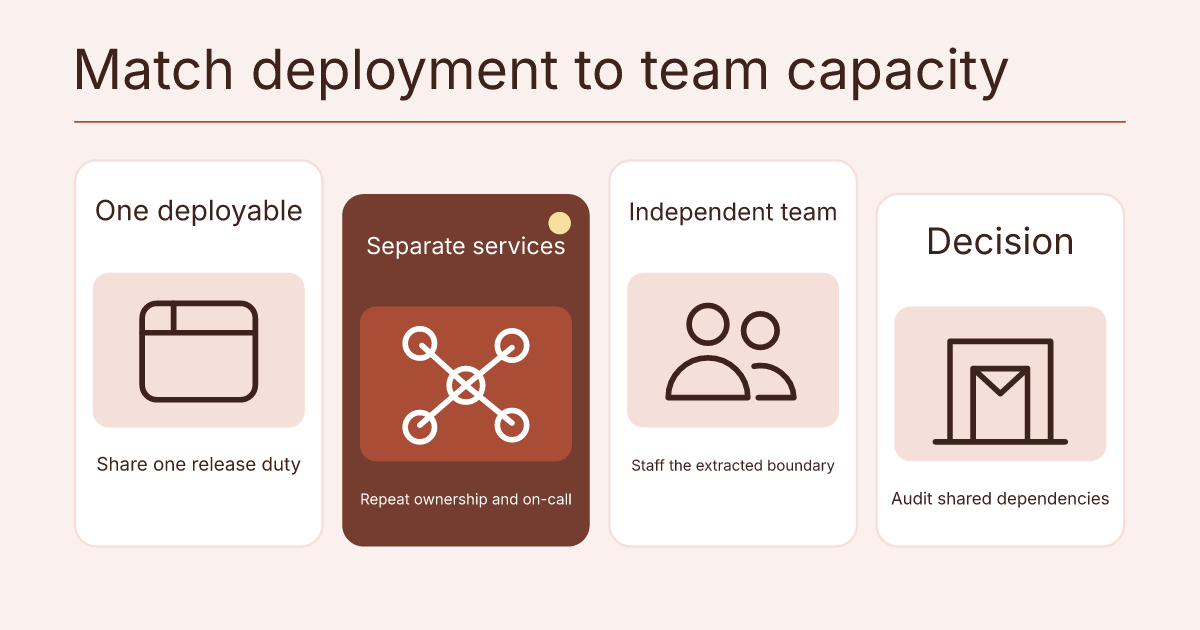 Match deployment to team capacity
One deployable
Share one release duty
Separate services
Repeat ownership and on-call
Independent team
Staff the extracted boundary
Decision
Audit shared dependencies